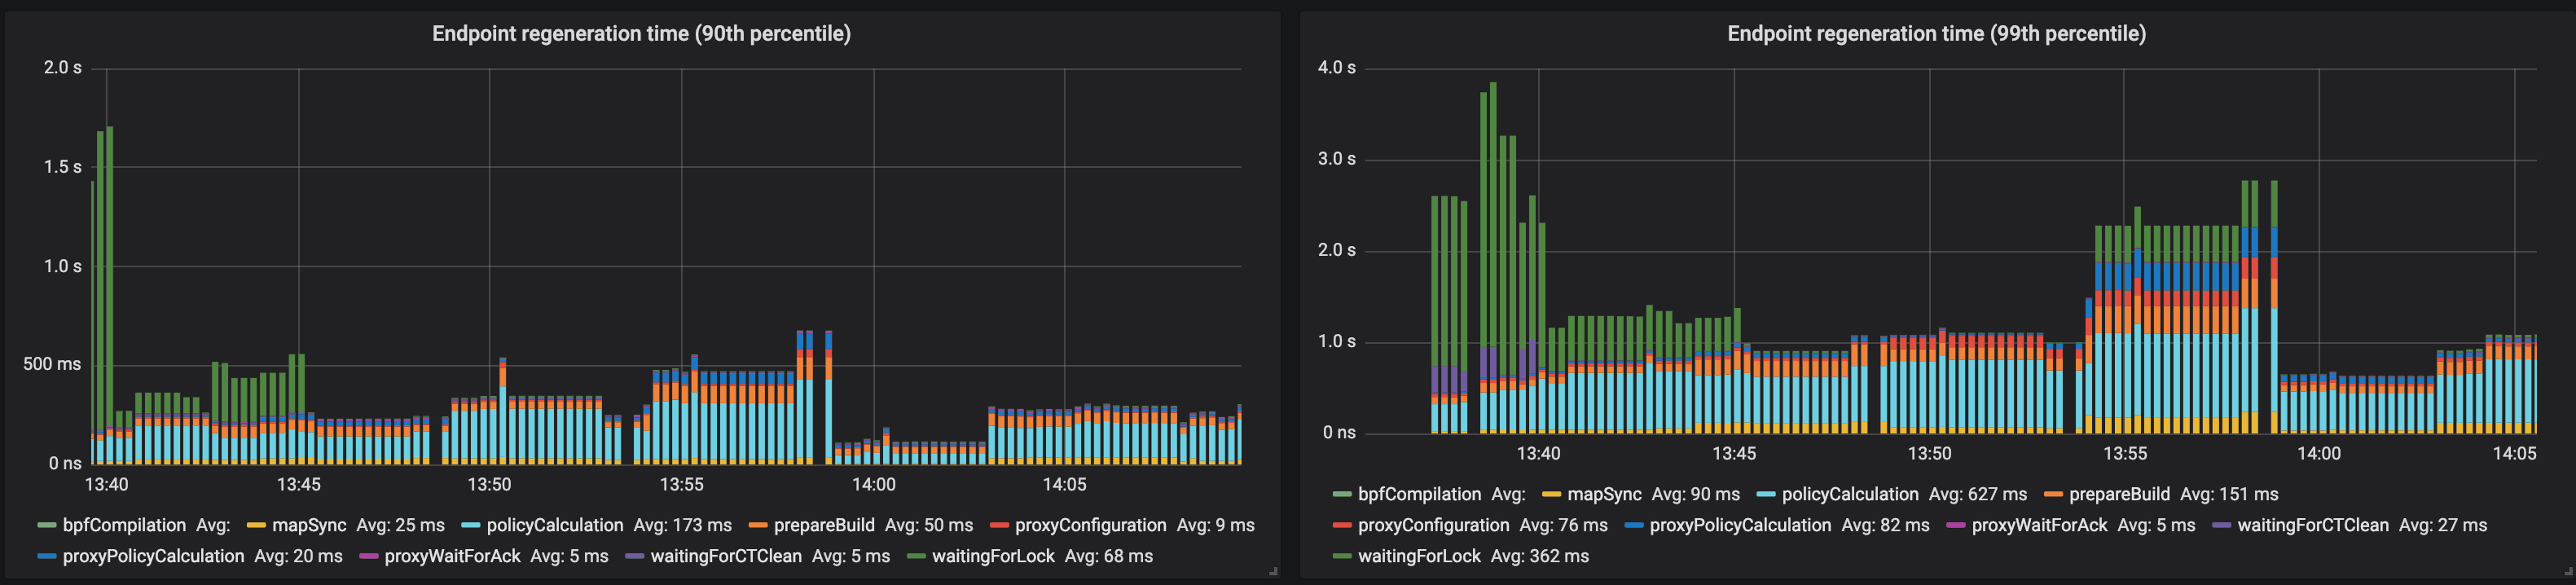 Endpoint regeneration time (90th percentile)
2.0 s
1.5 s
1.0 s
500 ms
0 ns
13:40 13:45 13:50 13:55 14:00 14:05
bpfCompilation Avg: mapSync Avg: 25 ms policyCalculation Avg: 173 ms prepareBuild Avg: 50 ms proxyConfiguration Avg: 9 ms
proxyPolicyCalculation Avg: 20 ms proxyWaitForAck Avg: 5 ms waitingForCTClean Avg: 5 ms waitingForLock Avg: 68 ms
Endpoint regeneration time (99th percentile)
4.0 s
3.0 s
2.0 s
1.0 s
0 ns
13:40 13:45 13:50 13:55 14:00 14:05
bpfCompilation Avg: mapSync Avg: 90 ms policyCalculation Avg: 627 ms prepareBuild Avg: 151 ms
proxyConfiguration Avg: 76 ms proxyPolicyCalculation Avg: 82 ms proxyWaitForAck Avg: 5 ms waitingForCTClean Avg: 27 ms
waitingForLock Avg: 362 ms